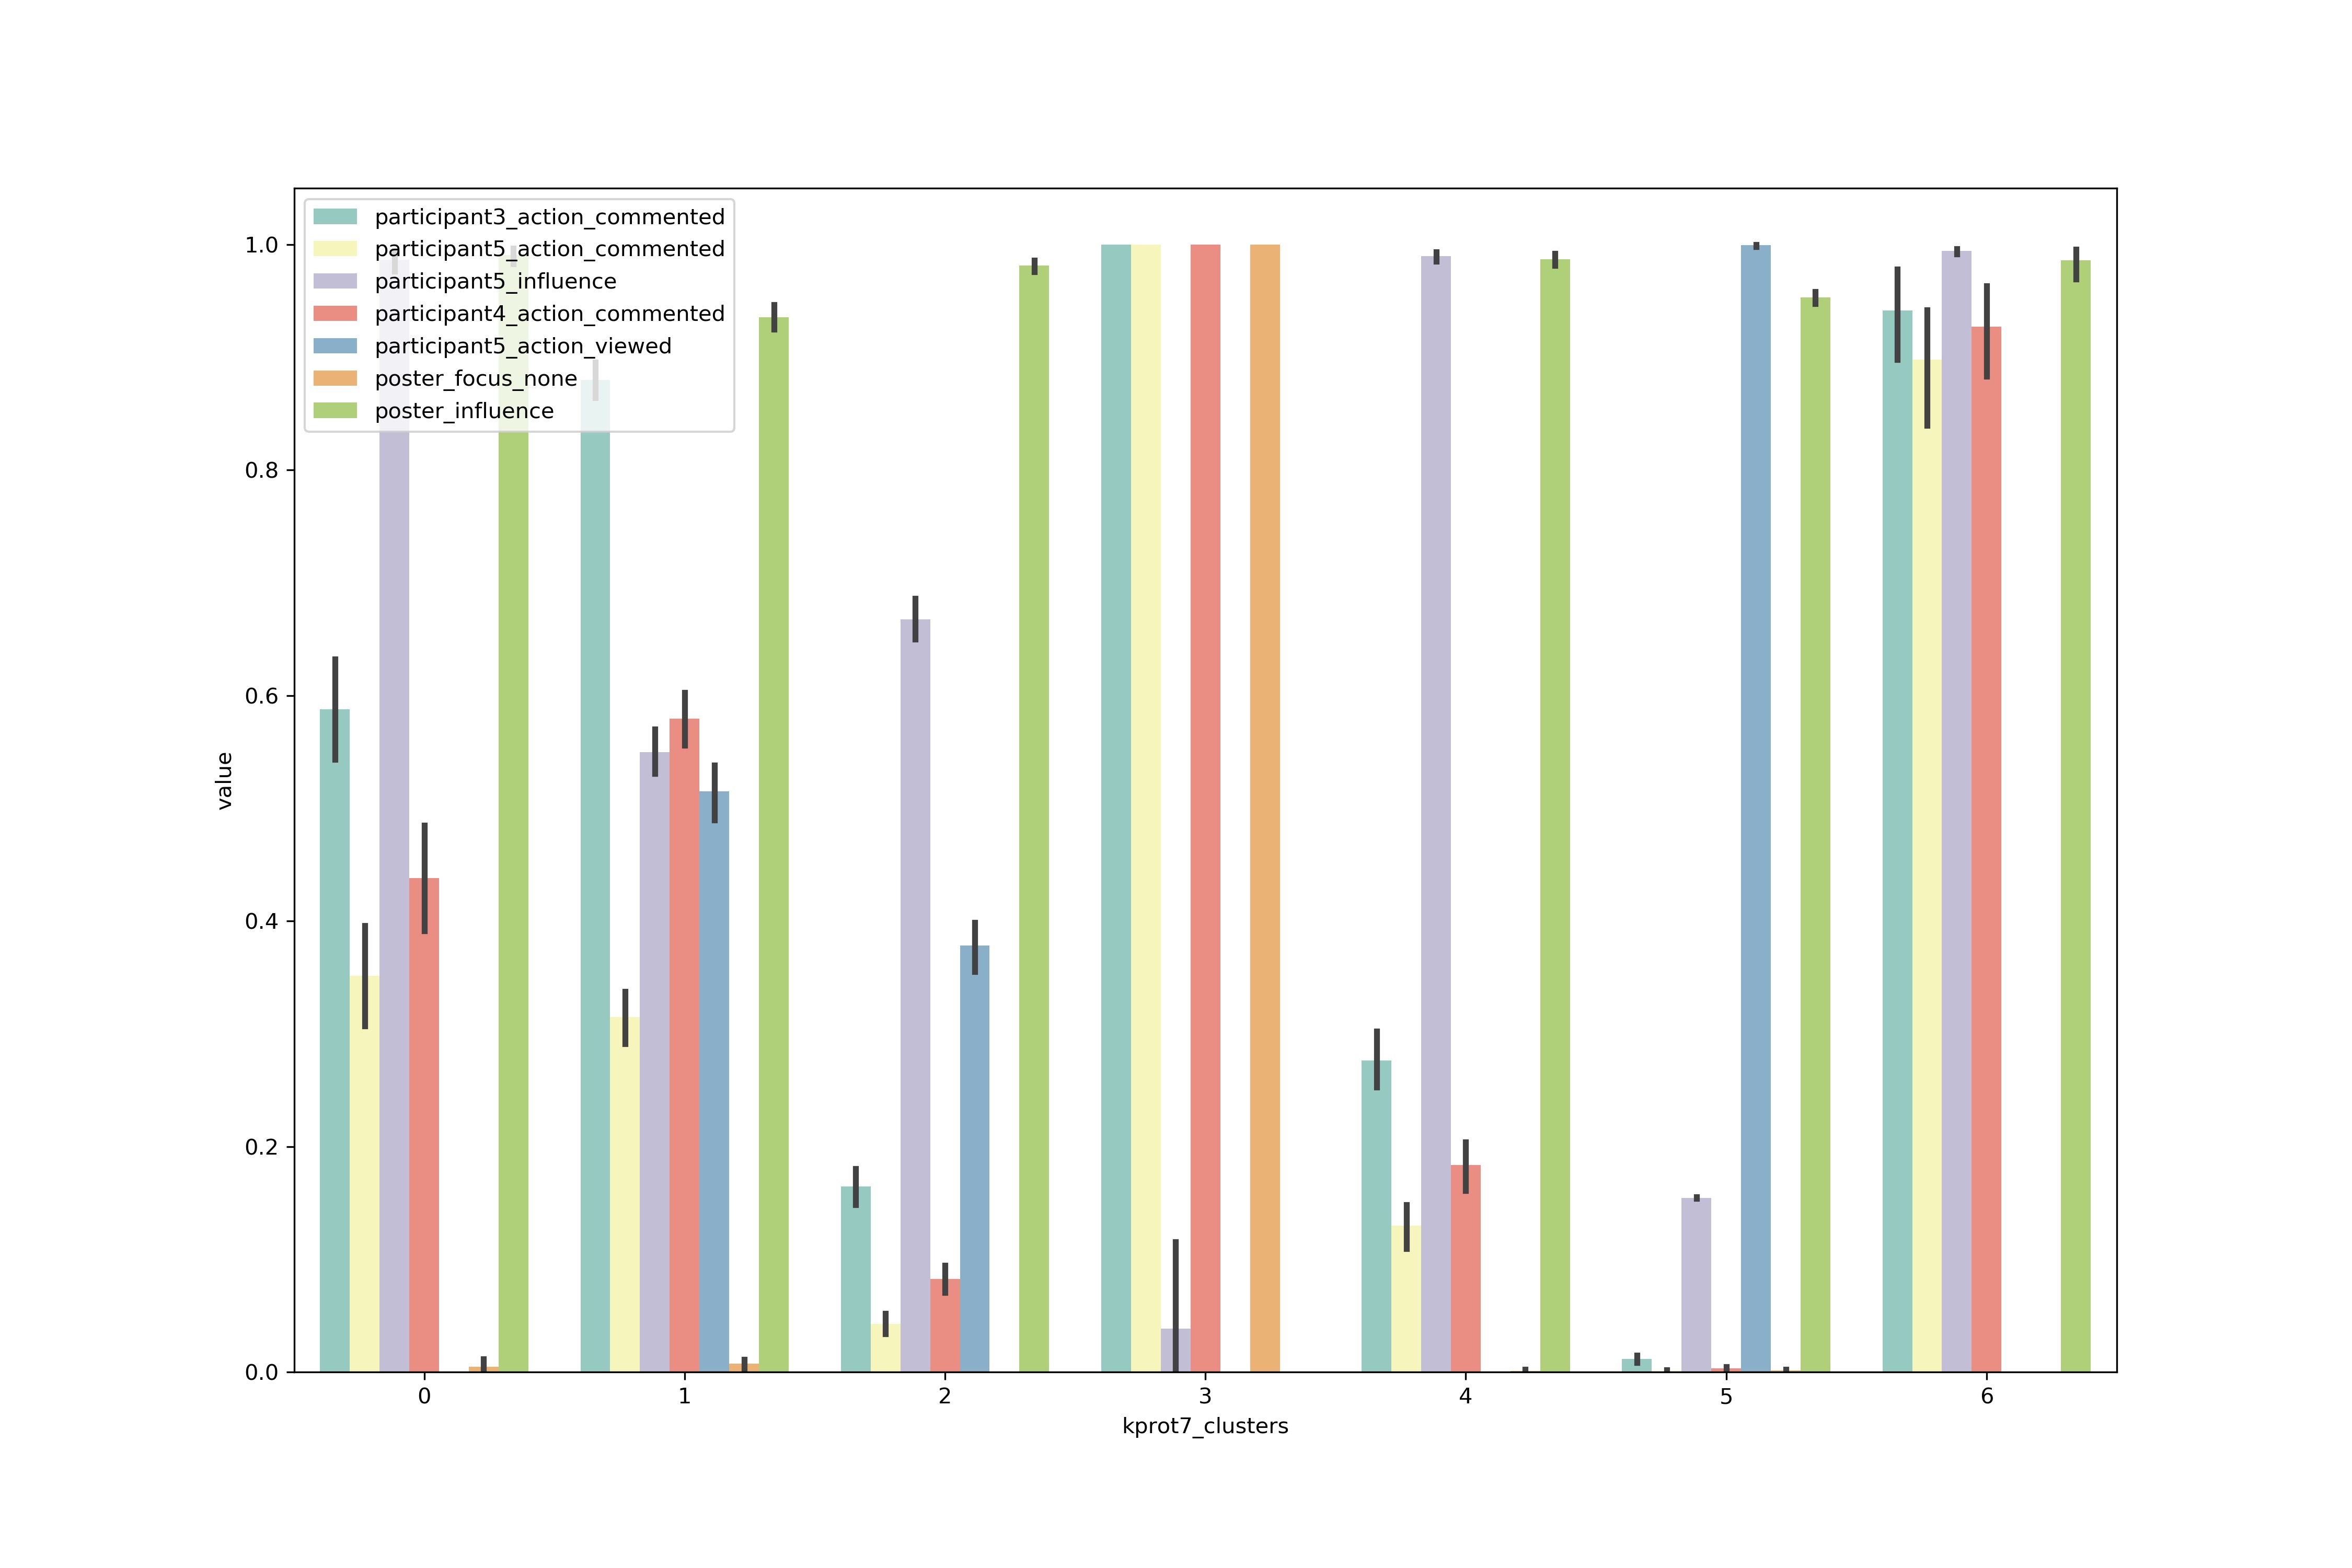 participant3_action_commented
participant5_action_commented
participant5_influence
participant4_action_commented
participant5_action_viewed
poster_focus_none
poster_influence
1.0
0.8
0.6
0.4
0.2
0.0
value
0 1 2 3 4 5 6
kprot7_clusters